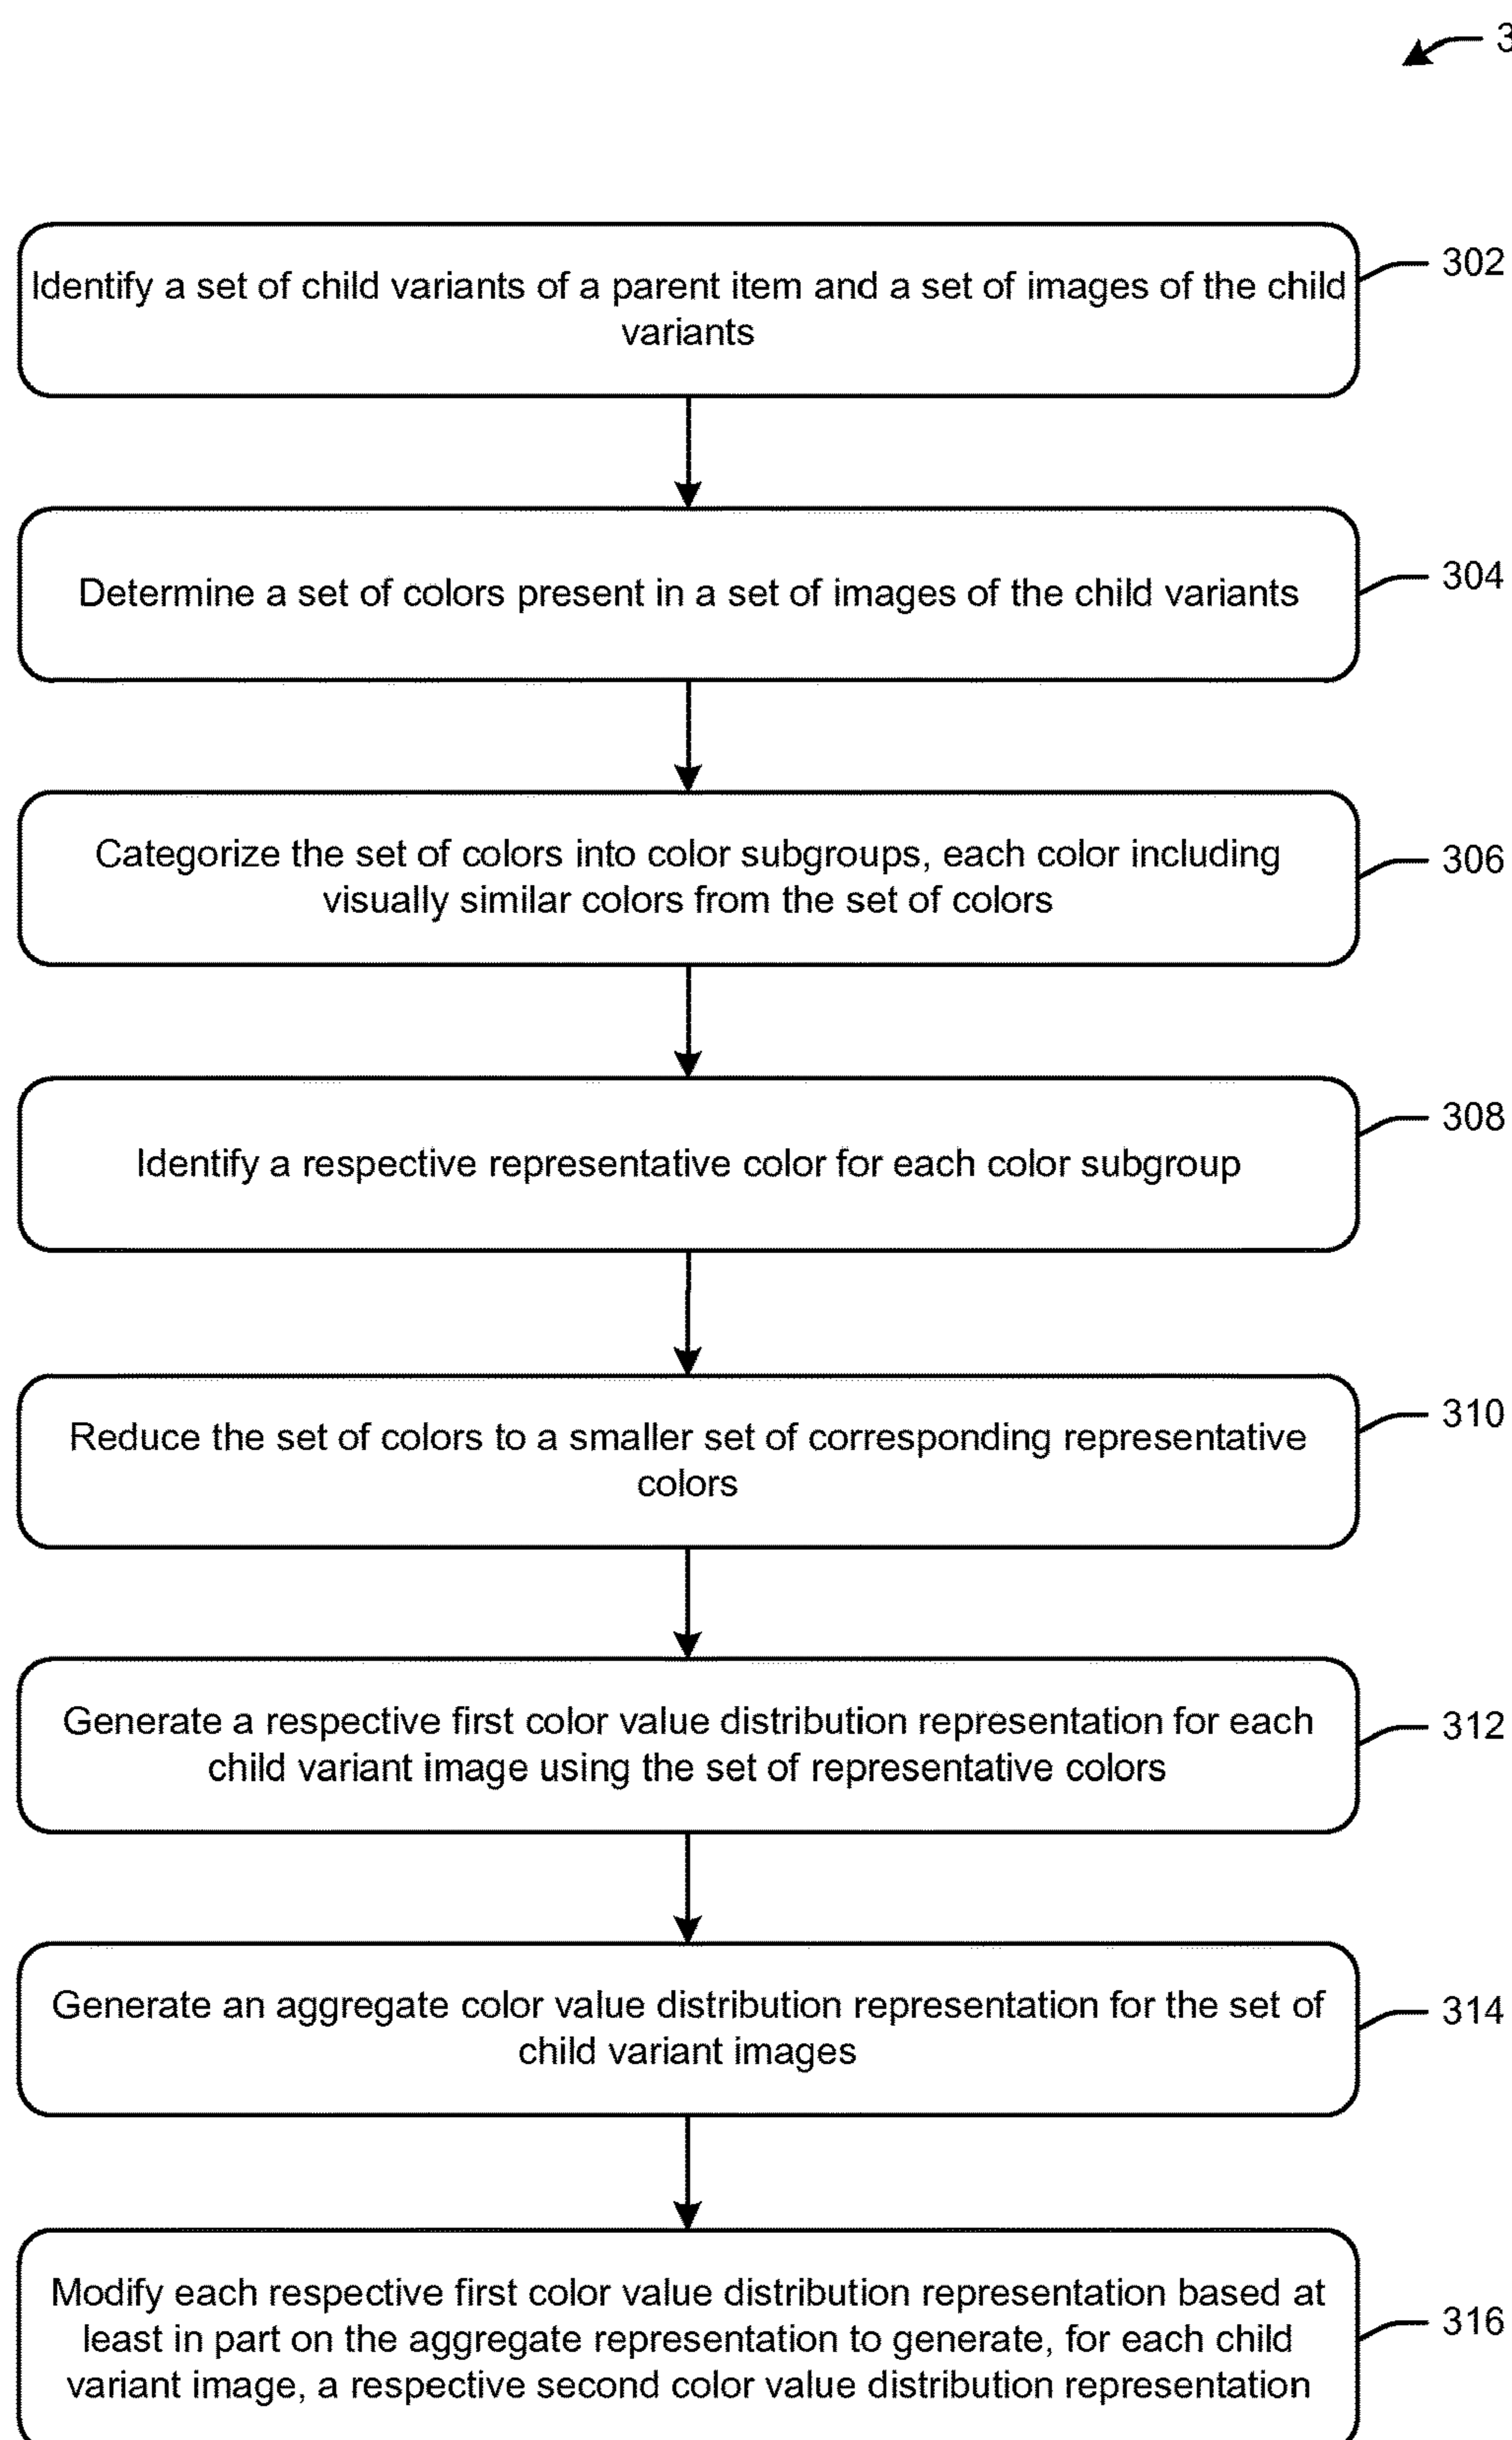 Identify a set of child variants of a parent item and a set of images of the child
variants
302
Determine a set of colors present in a set of images of the child variants
304
Categorize the set of colors into color subgroups, each color including
visually similar colors from the set of colors
306
Identify a respective representative color for each color subgroup
308
Reduce the set of colors to a smaller set of corresponding representative
colors
310
Generate a respective first color value distribution representation for each
child variant image using the set of representative colors
312
Generate an aggregate color value distribution representation for the set of
child variant images
314
Modify each respective first color value distribution representation based at
least in part on the aggregate representation to generate, for each child
variant image, a respective second color value distribution representation
316